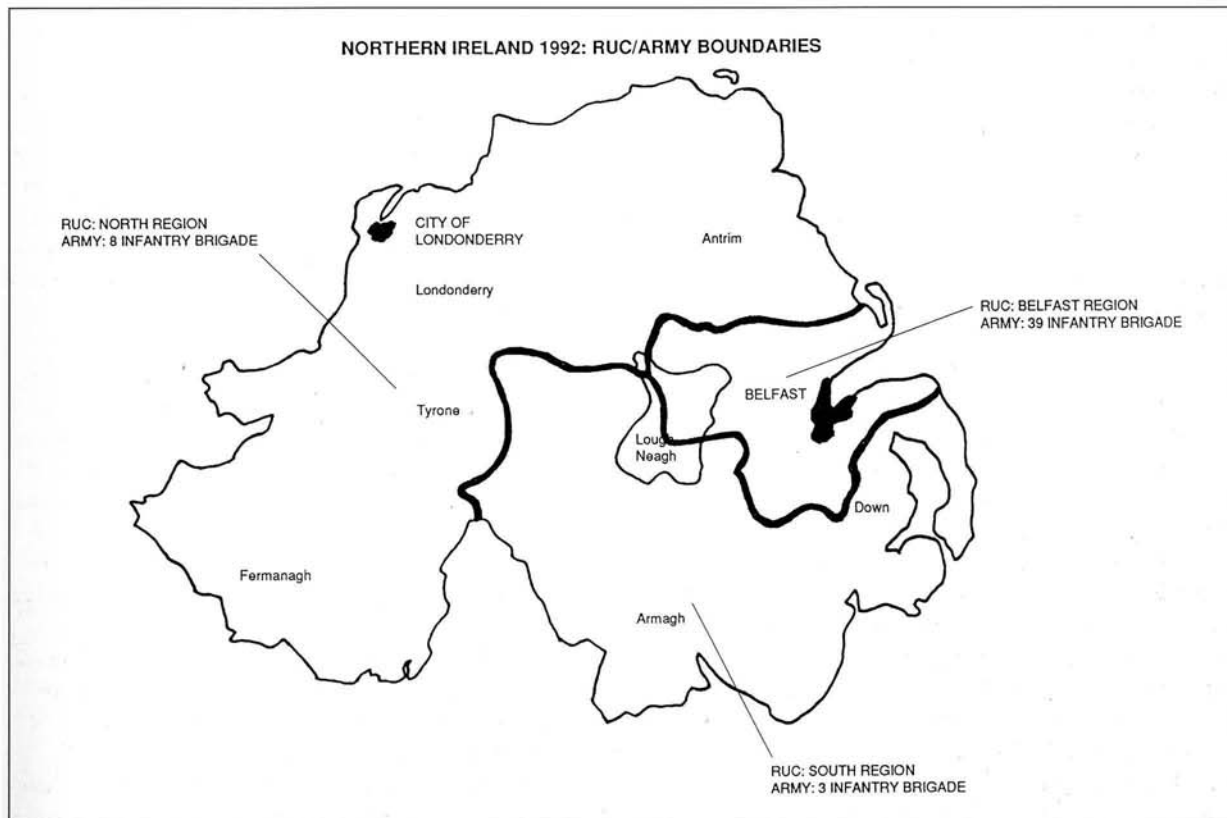 NORTHERN IRELAND 1992: RUC/ARMY BOUNDARIES
RUC: NORTH REGION
ARMY: 8 INFANTRY BRIGADE
CITY OF
LONDONDERRY
Antrim
Londonderry
RUC: BELFAST REGION
ARMY: 39 INFANTRY BRIGADE
BELFAST
Tyrone
Lough
Neagh
Down
Fermanagh
Armagh
RUC: SOUTH REGION
ARMY: 3 INFANTRY BRIGADE